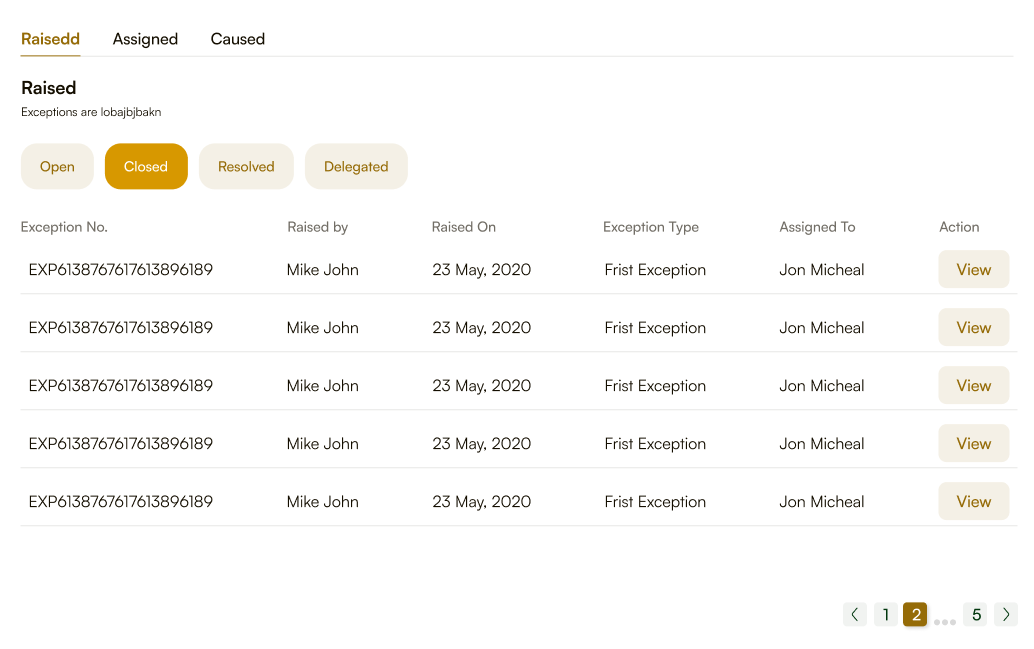 Raisedd Assigned Caused
Raised
Exceptions are lobajbjbakn
Open Closed Resolved Delegated
Exception No. Raised by Raised On Exception Type Assigned To Action
EXP6138767617613896189 Mike John 23 May, 2020 Frist Exception Jon Micheal View
EXP6138767617613896189 Mike John 23 May, 2020 Frist Exception Jon Micheal View
EXP6138767617613896189 Mike John 23 May, 2020 Frist Exception Jon Micheal View
EXP6138767617613896189 Mike John 23 May, 2020 Frist Exception Jon Micheal View
EXP6138767617613896189 Mike John 23 May, 2020 Frist Exception Jon Micheal View
1 2 ... 5